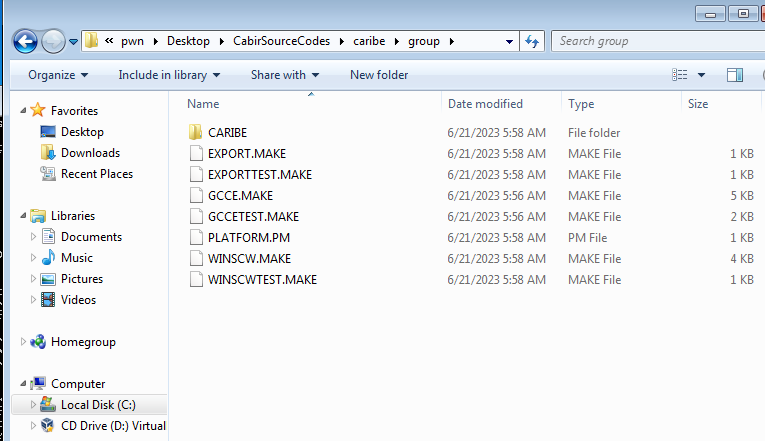 « pwn ▸ Desktop ▸ CabirSourceCodes ▸ caribe ▸ group ▸
Search group
Organize Include in library Share with New folder
Favorites
Desktop
Downloads
Recent Places
Libraries
Documents
Music
Pictures
Videos
Homegroup
Computer
Local Disk (C:)
CD Drive (D:) Virtual
Name Date modified Type Size
CARIBE 6/21/2023 5:58 AM File folder
EXPORT.MAKE 6/21/2023 5:58 AM MAKE File 1 KB
EXPORTTEST.MAKE 6/21/2023 5:58 AM MAKE File 1 KB
GCCE.MAKE 6/21/2023 5:56 AM MAKE File 5 KB
GCCETEST.MAKE 6/21/2023 5:56 AM MAKE File 2 KB
PLATFORM.PM 6/21/2023 5:58 AM PM File 1 KB
WINSCW.MAKE 6/21/2023 5:58 AM MAKE File 4 KB
WINSCWTEST.MAKE 6/21/2023 5:58 AM MAKE File 1 KB